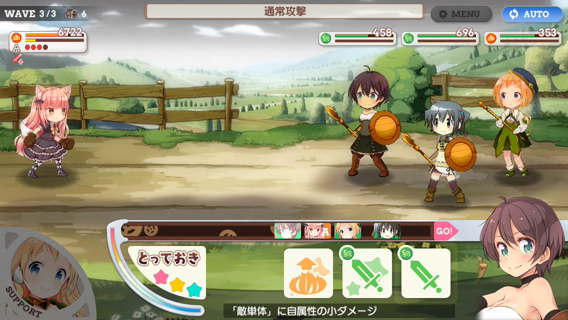 WAVE 3/3 6
通常攻撃
MENU
AUTO
6722
A
458
696
353
A
GO!
とっておき
SUPPORT
「敵単体」に自属性の小ダメージ